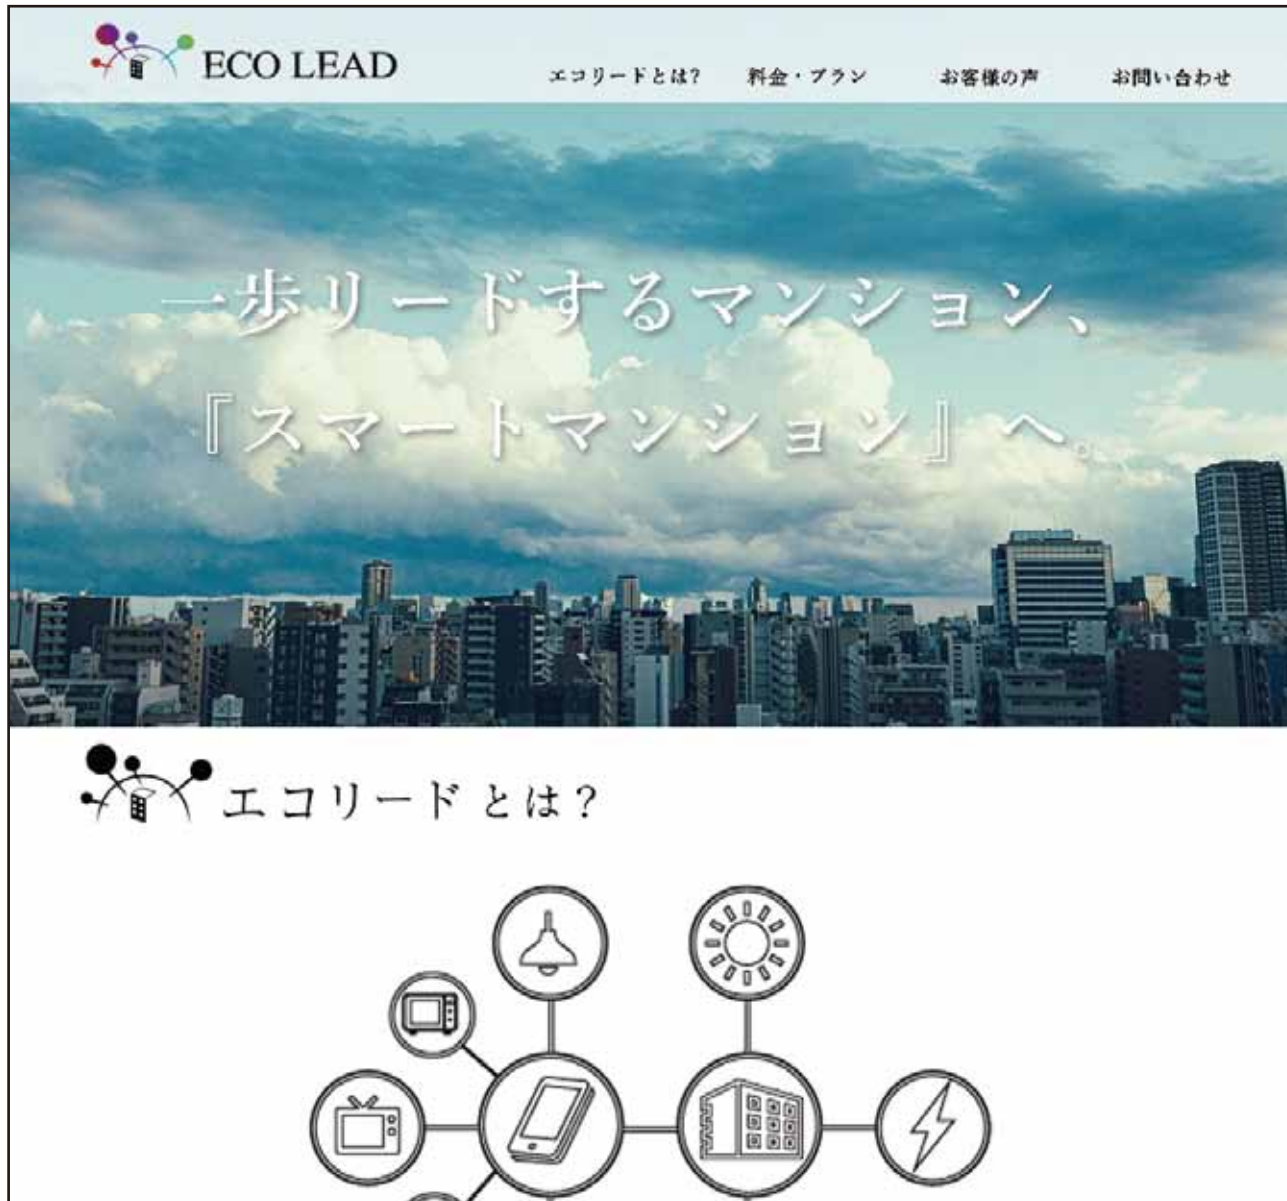 ECO LEAD
エコリードとは? 料金・プラン お客様の声 お問い合わせ
一歩リードするマンション、
『スマートマンション』へ。
エコリード とは？